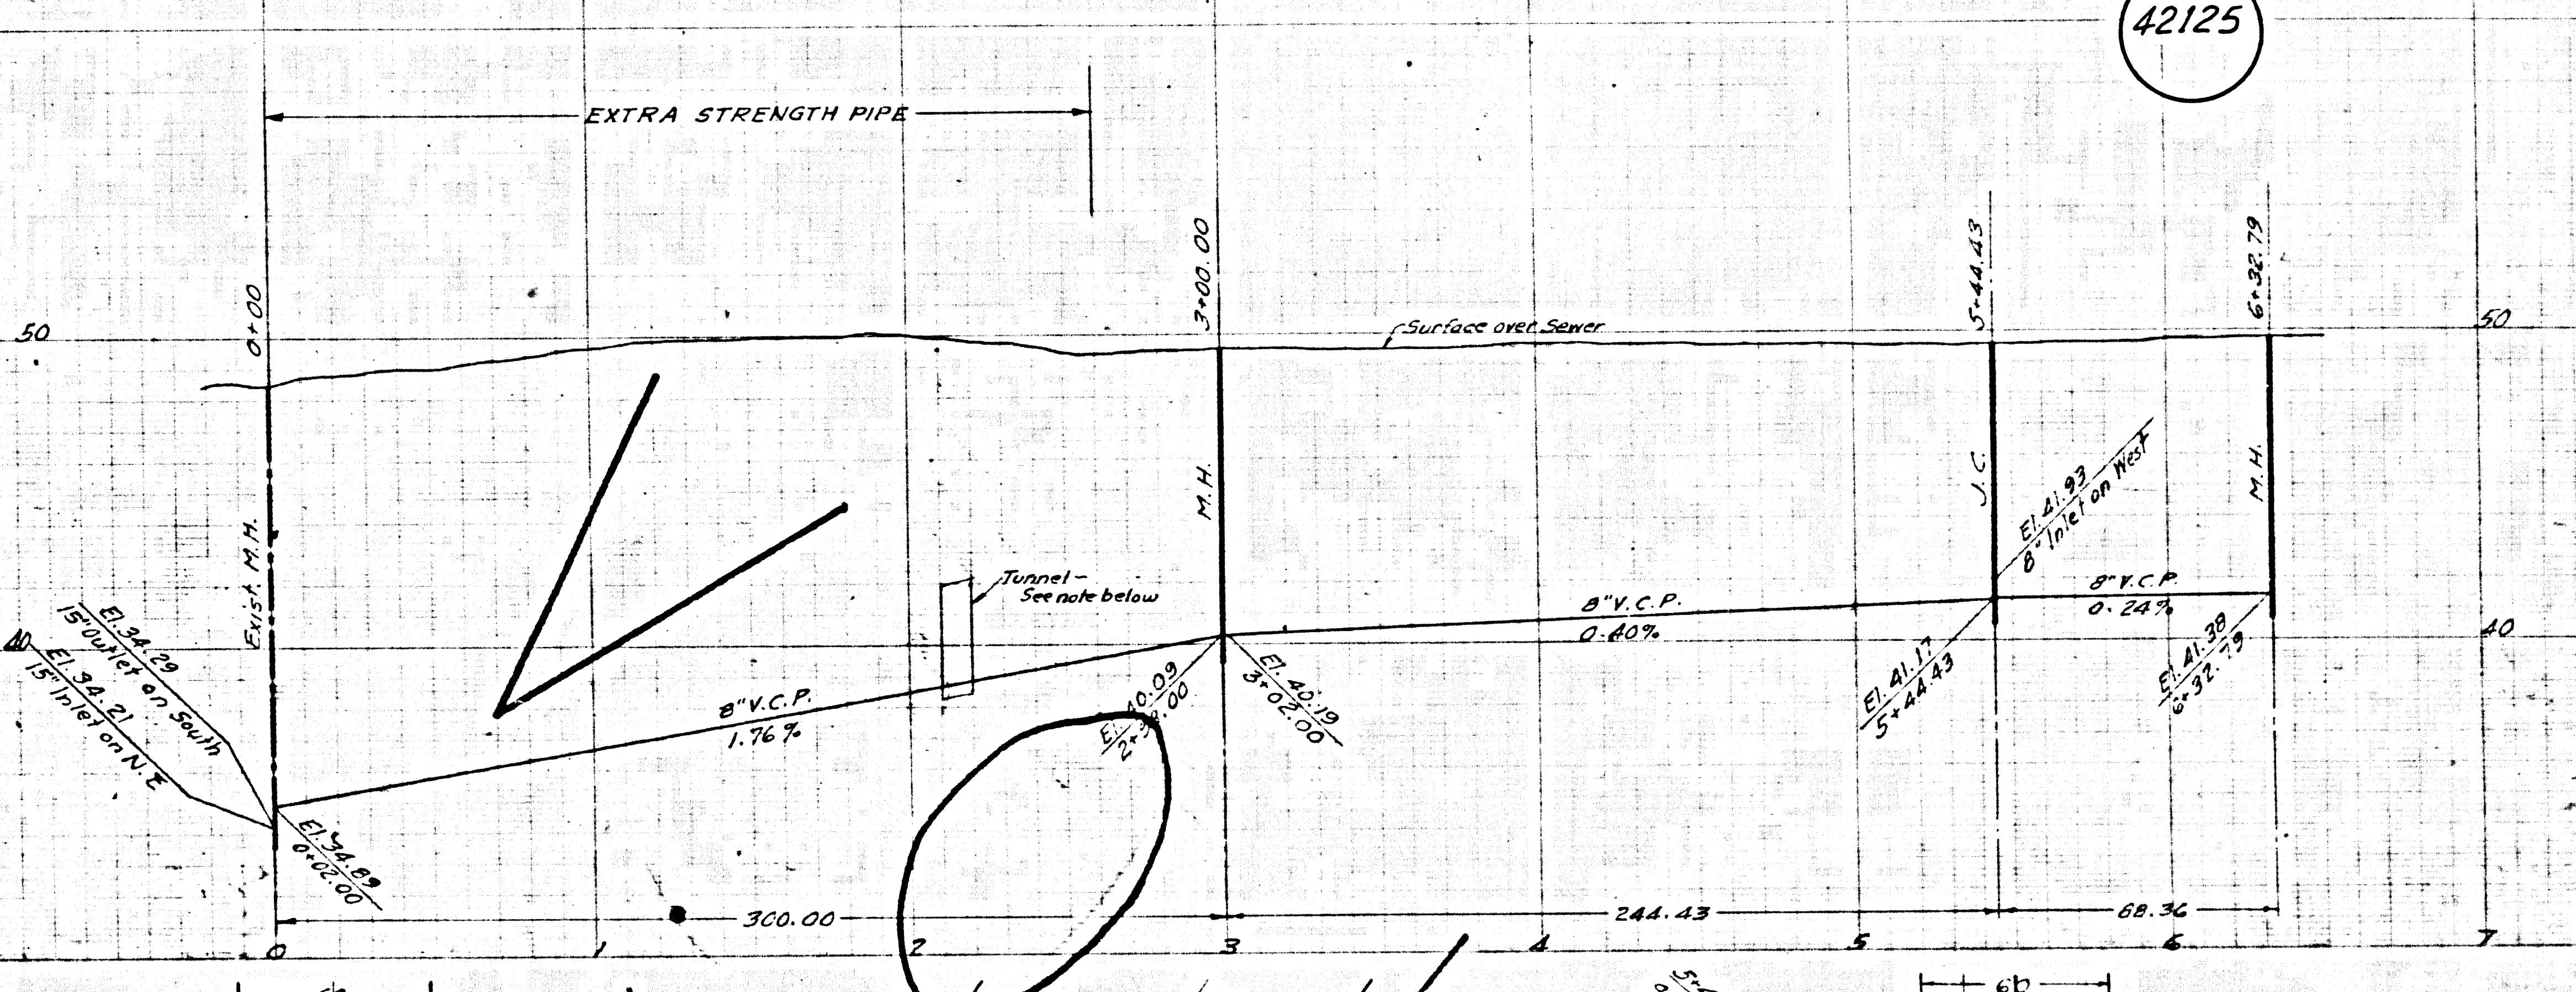 42125
EXTRA STRENGTH PIPE
0+00
3+00.00
5+44.43
6+32.79
50
Surface over Sewer
50
Exist. M.H.
M.H.
J.C.
M.H.
El. 41.93
8" Inlet on West
Tunnel -
See note below
8" V.C.P.
1.76 %
8" V.C.P.
0.40%
8" V.C.P.
0.24%
40
40
El. 34.29
15" Outlet on South
El. 34.21
15" Inlet on N.E
El. 34.89
0+02.00
El. 40.09
2+98.00
El. 40.19
3+02.00
El. 41.17
5+44.43
El. 41.38
6+32.79
300.00
244.43
68.36
0 1 2 3 4 5 6 7